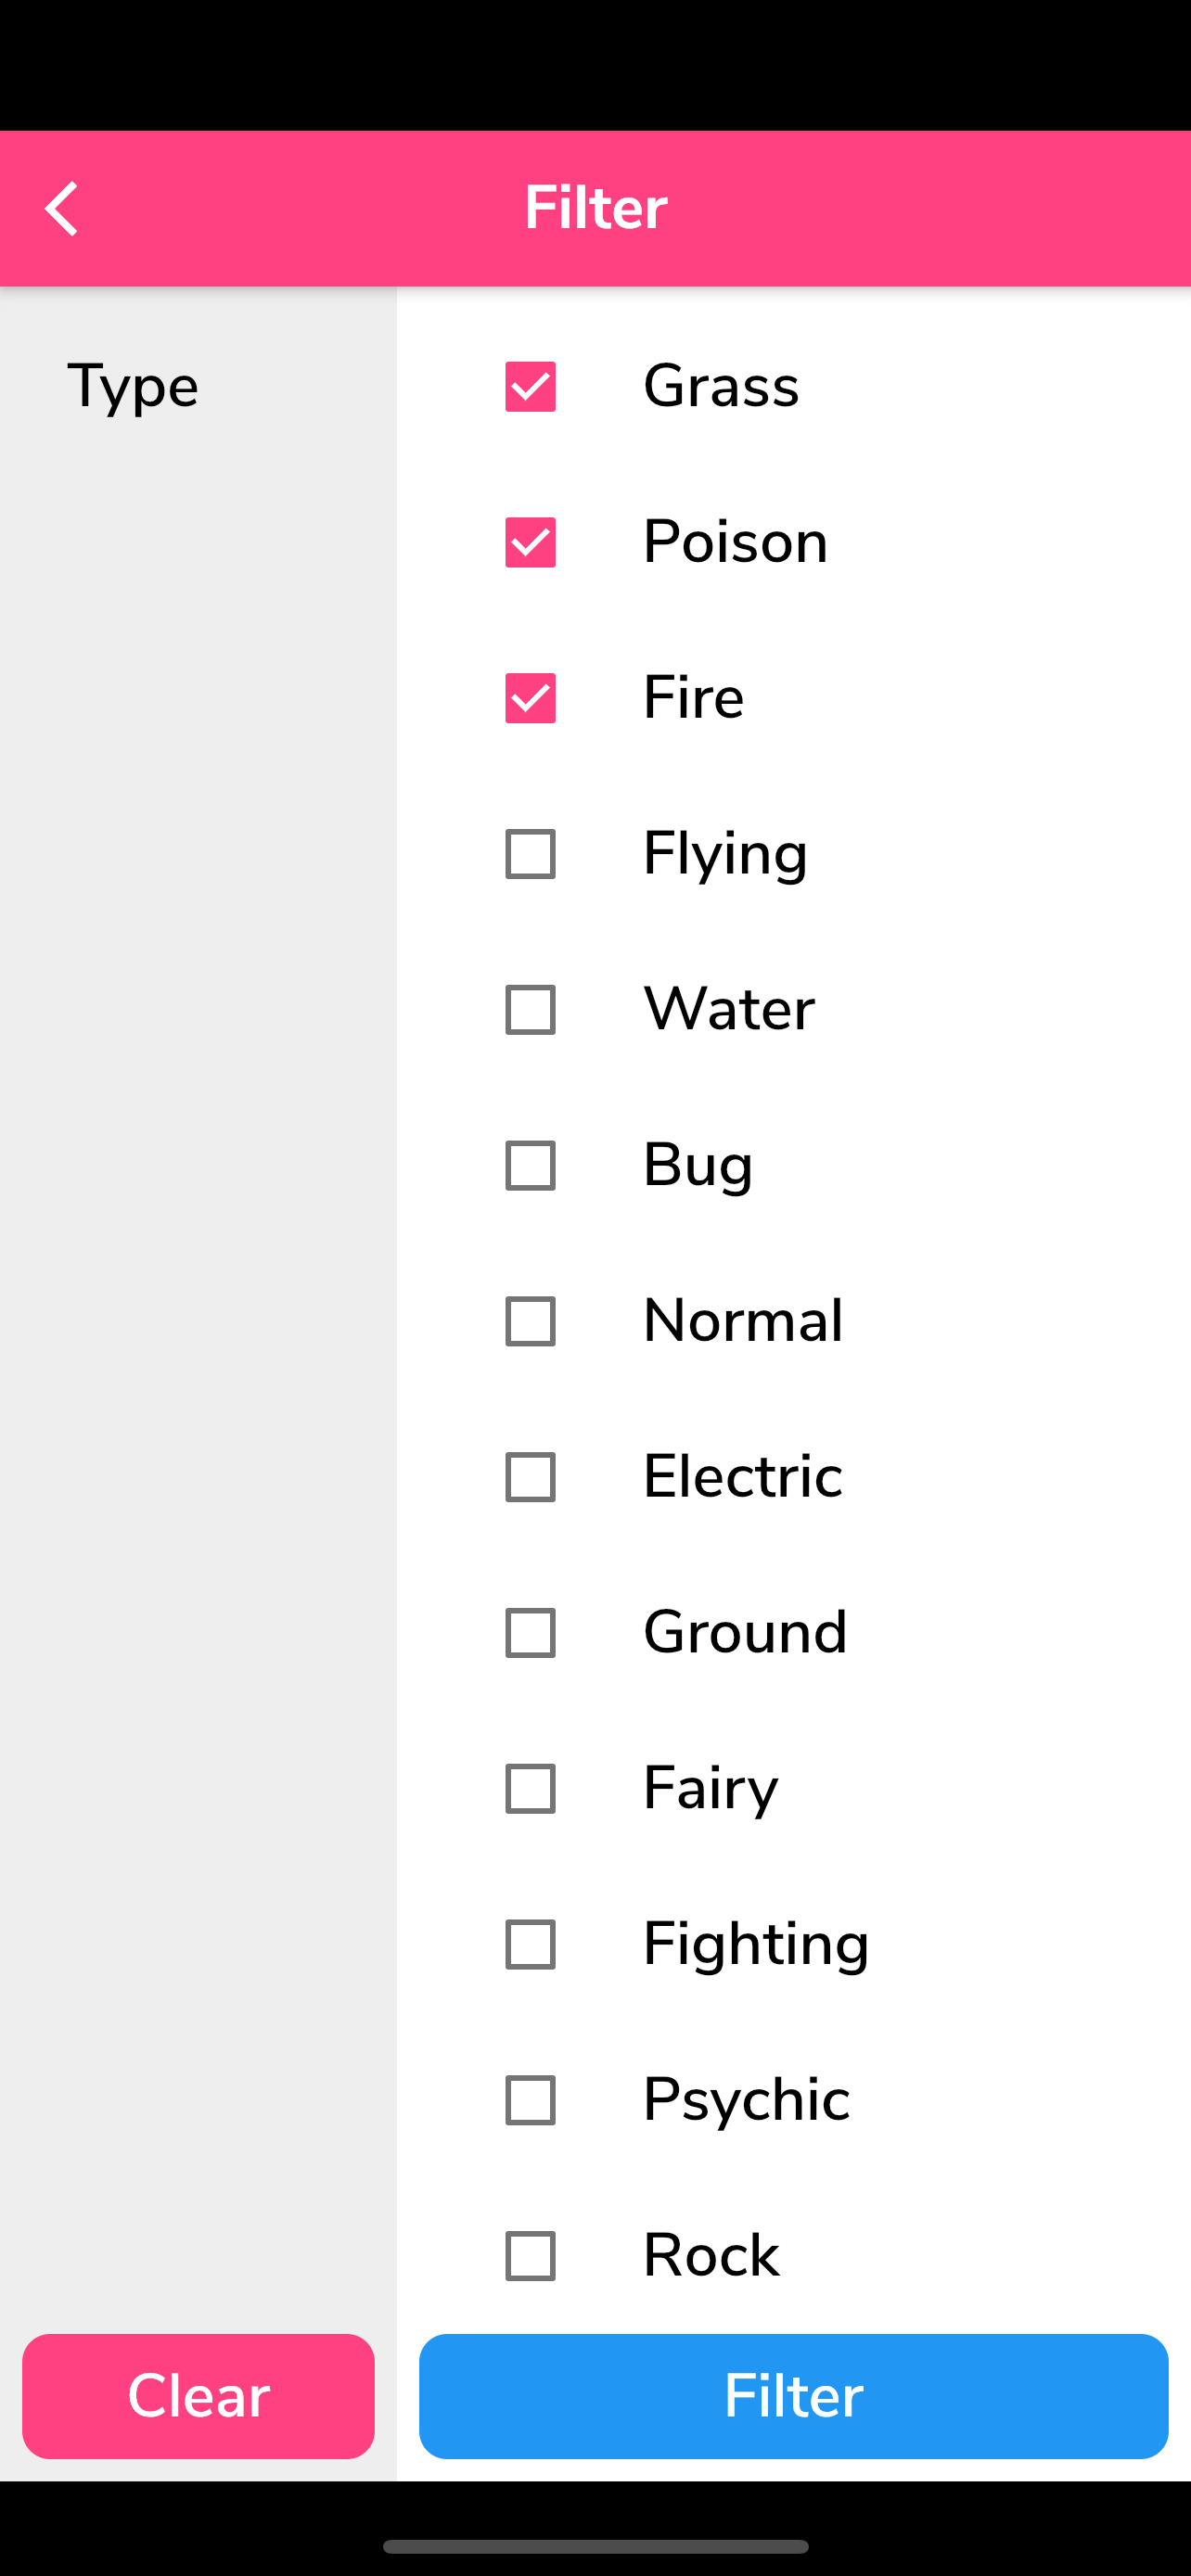 Filter
Type
Grass
Poison
Fire
Flying
Water
Bug
Normal
Electric
Ground
Fairy
Fighting
Psychic
Rock
Clear
Filter